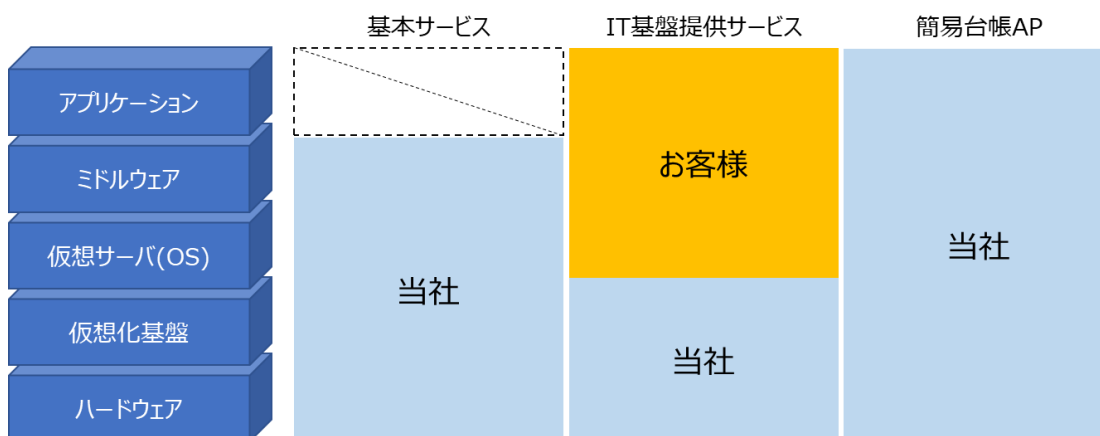 基本サービス
IT基盤提供サービス
簡易台帳AP
アプリケーション
ミドルウェア
仮想サーバ(OS)
仮想化基盤
ハードウェア
当社
お客様
当社
当社